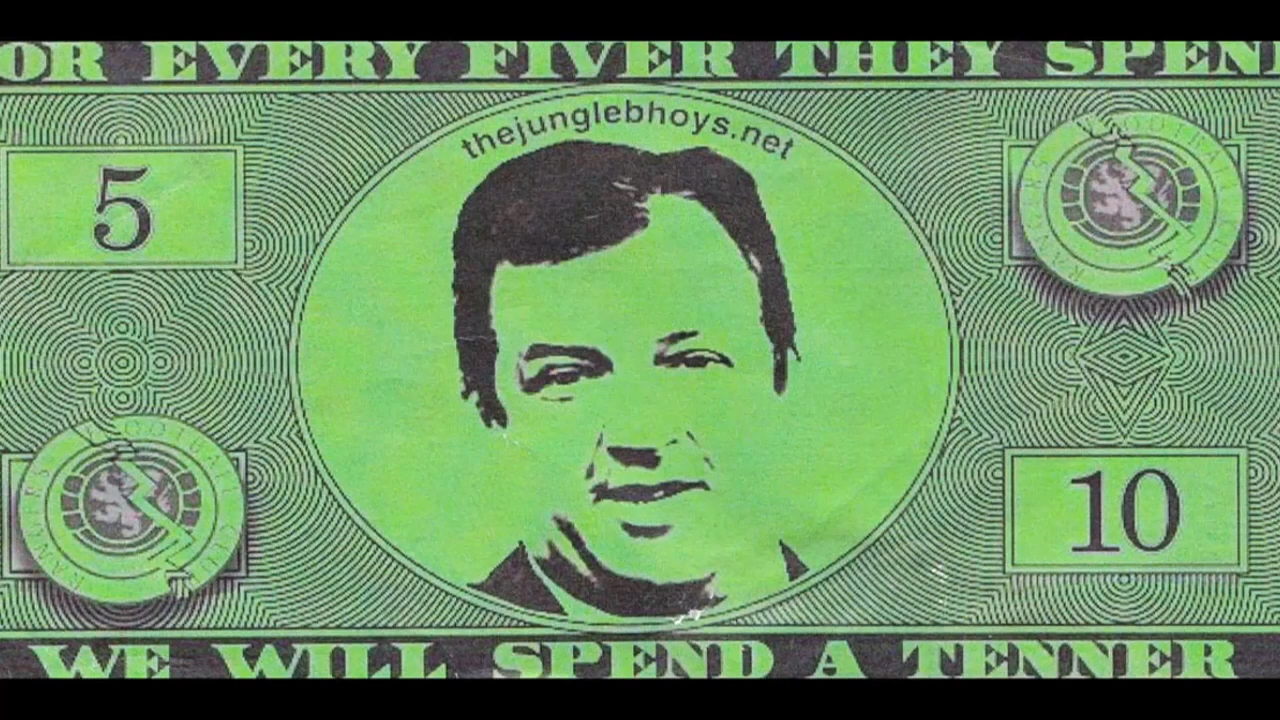 OR EVERY FIVER THEY SPEN
thejunglebhoys.net
5
10
WE WILL SPEND A TENNER